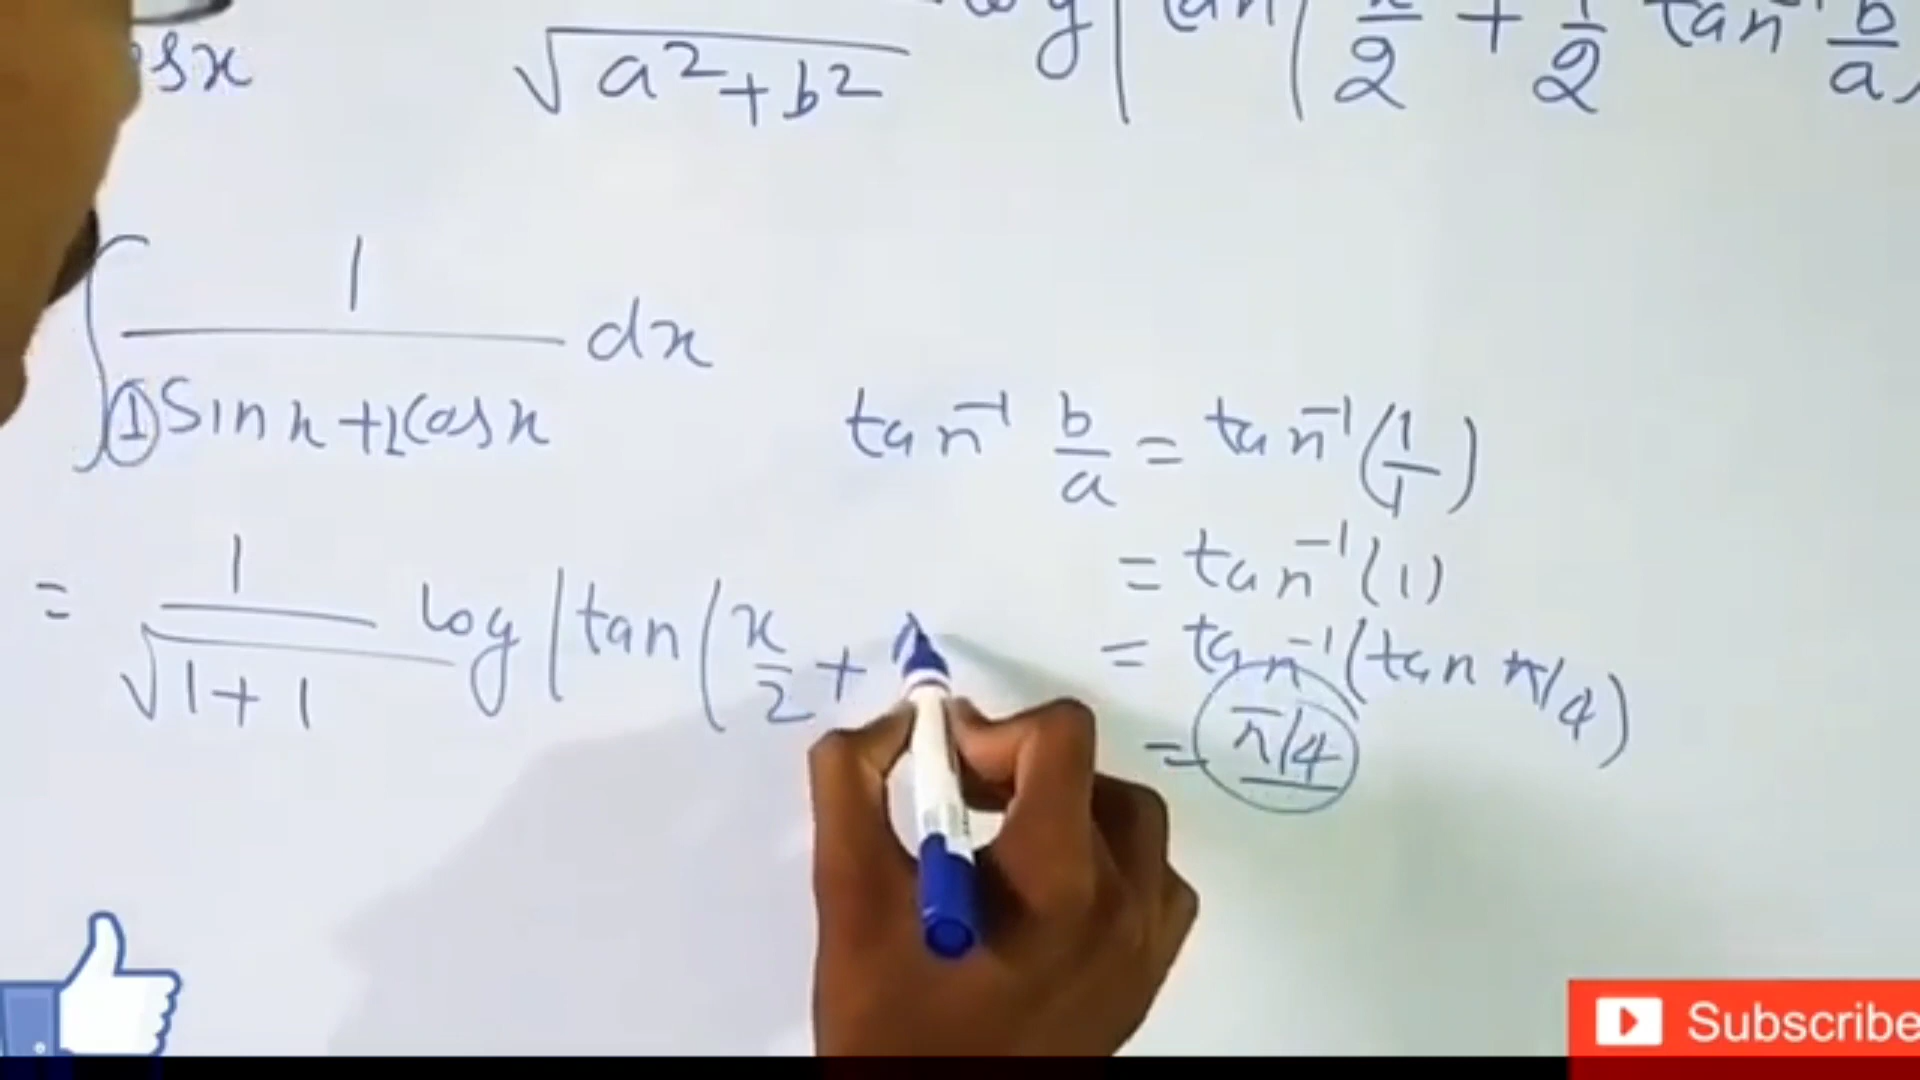 sx √a²+b² log|tan(x/2 + 1/2 tan⁻¹ b/a)
∫ 1/(①Sinx+1Cosx) dx
tan⁻¹ b/a = tan⁻¹(1/1)
= tan⁻¹(1)
= 1/√1+1 log|tan(x/2 +
= tan⁻¹(tan π/4)
= π/4
Subscribe